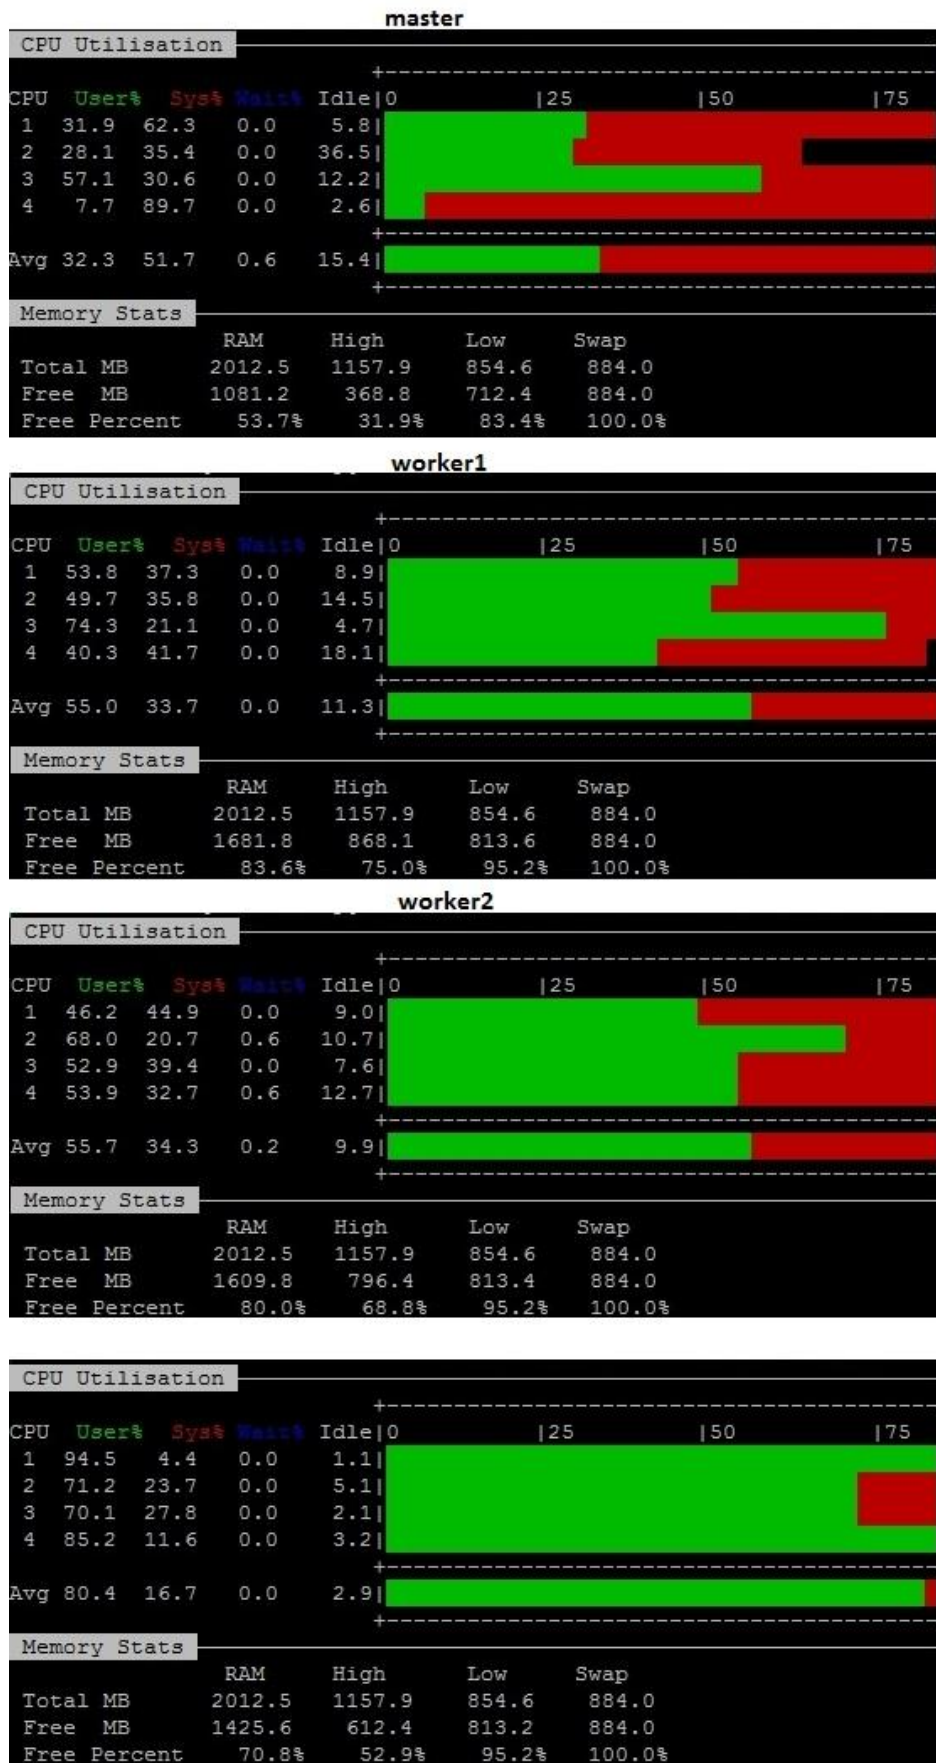 master
CPU Utilisation
CPU User% Sys% Wait% Idle|0 |25 |50 |75
1 31.9 62.3 0.0 5.8|
2 28.1 35.4 0.0 36.5|
3 57.1 30.6 0.0 12.2|
4 7.7 89.7 0.0 2.6|
Avg 32.3 51.7 0.6 15.4|
Memory Stats
RAM High Low Swap
Total MB 2012.5 1157.9 854.6 884.0
Free MB 1081.2 368.8 712.4 884.0
Free Percent 53.7% 31.9% 83.4% 100.0%
worker1
CPU Utilisation
CPU User% Sys% Wait% Idle|0 |25 |50 |75
1 53.8 37.3 0.0 8.9|
2 49.7 35.8 0.0 14.5|
3 74.3 21.1 0.0 4.7|
4 40.3 41.7 0.0 18.1|
Avg 55.0 33.7 0.0 11.3|
Memory Stats
RAM High Low Swap
Total MB 2012.5 1157.9 854.6 884.0
Free MB 1681.8 868.1 813.6 884.0
Free Percent 83.6% 75.0% 95.2% 100.0%
worker2
CPU Utilisation
CPU User% Sys% Wait% Idle|0 |25 |50 |75
1 46.2 44.9 0.0 9.0|
2 68.0 20.7 0.6 10.7|
3 52.9 39.4 0.0 7.6|
4 53.9 32.7 0.6 12.7|
Avg 55.7 34.3 0.2 9.9|
Memory Stats
RAM High Low Swap
Total MB 2012.5 1157.9 854.6 884.0
Free MB 1609.8 796.4 813.4 884.0
Free Percent 80.0% 68.8% 95.2% 100.0%
CPU Utilisation
CPU User% Sys% Wait% Idle|0 |25 |50 |75
1 94.5 4.4 0.0 1.1|
2 71.2 23.7 0.0 5.1|
3 70.1 27.8 0.0 2.1|
4 85.2 11.6 0.0 3.2|
Avg 80.4 16.7 0.0 2.9|
Memory Stats
RAM High Low Swap
Total MB 2012.5 1157.9 854.6 884.0
Free MB 1425.6 612.4 813.2 884.0
Free Percent 70.8% 52.9% 95.2% 100.0%